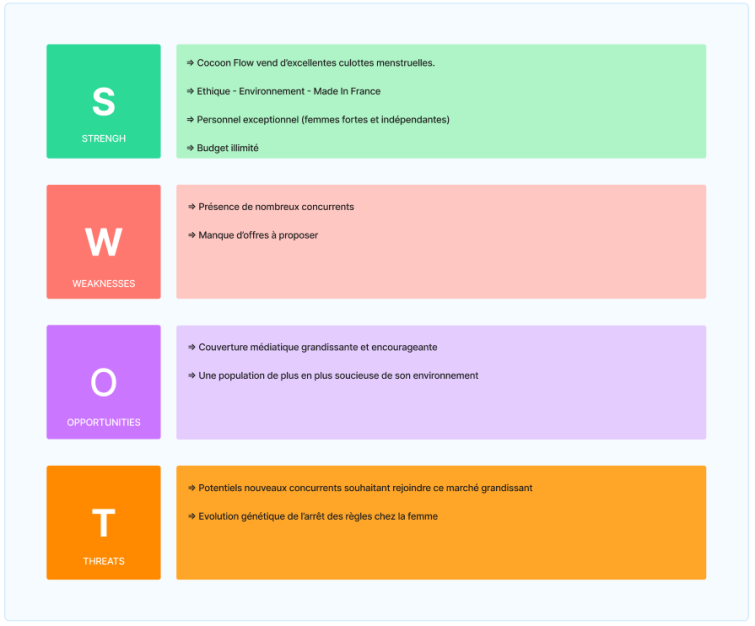 S
STRENGH
⇒ Cocoon Flow vend d'excellentes culottes menstruelles.
⇒ Ethique - Environnement - Made In France
⇒ Personnel exceptionnel (femmes fortes et indépendantes)
⇒ Budget illimité
W
WEAKNESSES
⇒ Présence de nombreux concurrents
⇒ Manque d'offres à proposer
O
OPPORTUNITIES
⇒ Couverture médiatique grandissante et encourageante
⇒ Une population de plus en plus soucieuse de son environnement
T
THREATS
⇒ Potentiels nouveaux concurrents souhaitant rejoindre ce marché grandissant
⇒ Evolution génétique de l'arrêt des règles chez la femme